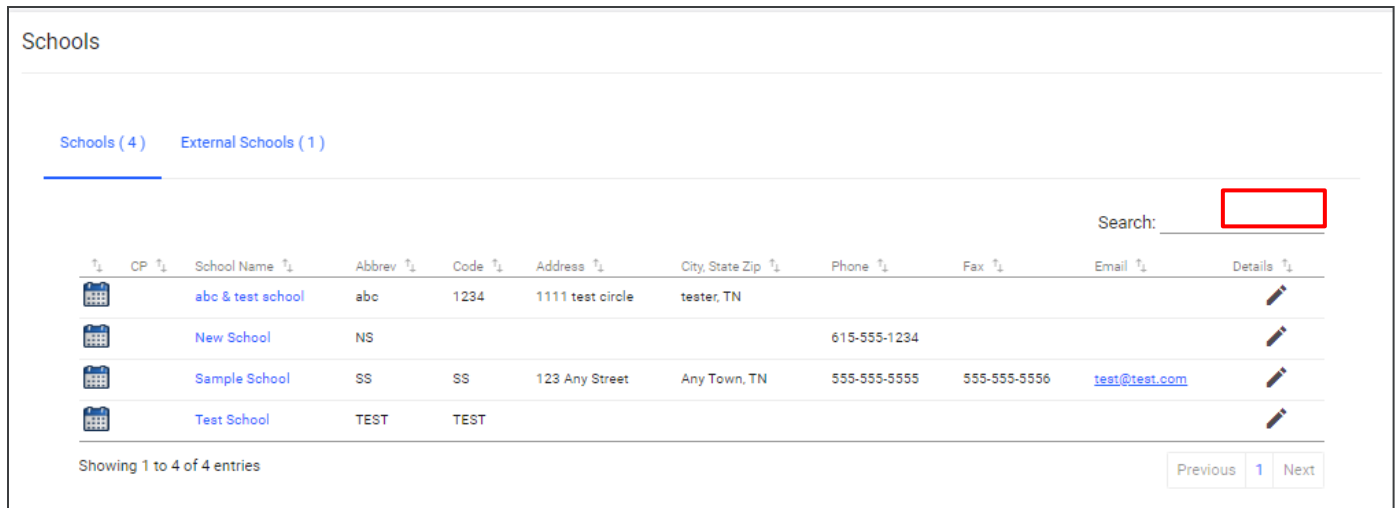 Schools
Schools ( 4 ) External Schools ( 1 )
Search:
CP School Name Abbrev Code Address City, State Zip Phone Fax Email Details
abc & test school abc 1234 1111 test circle tester, TN
New School NS 615-555-1234
Sample School SS SS 123 Any Street Any Town, TN 555-555-5555 555-555-5556 test@test.com
Test School TEST TEST
Showing 1 to 4 of 4 entries
Previous 1 Next